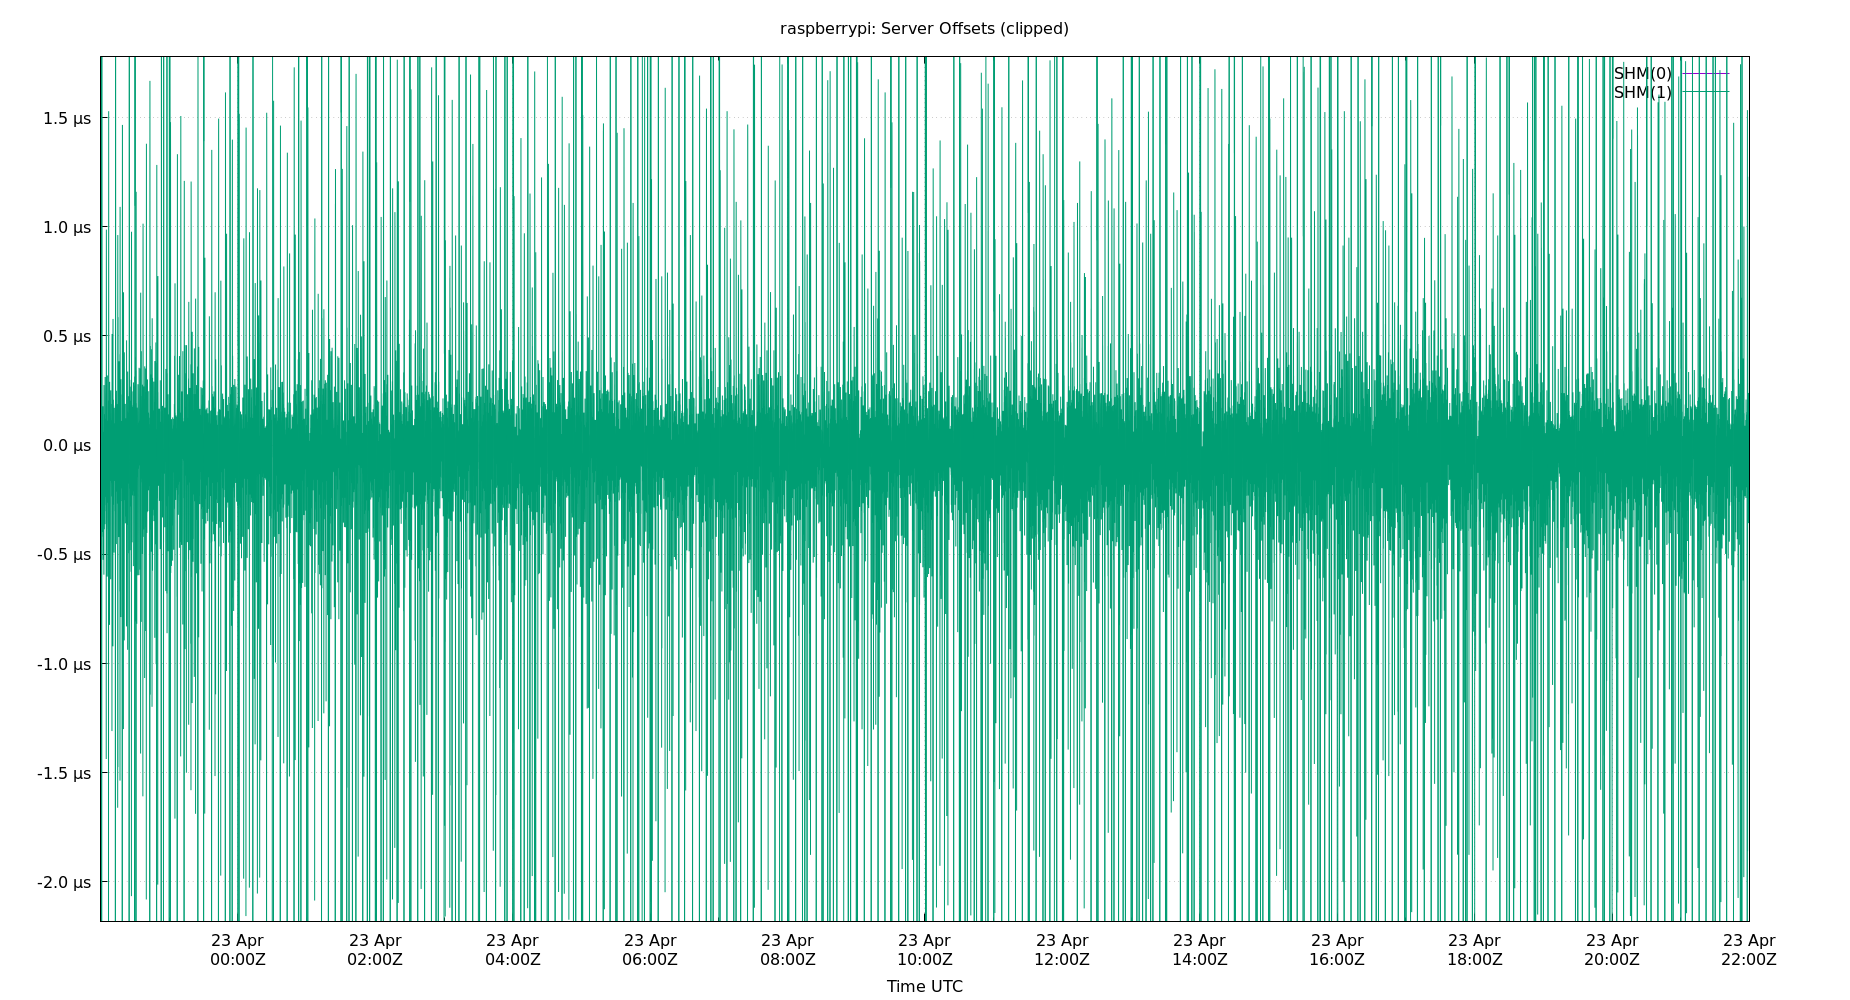 raspberrypi: Server Offsets (clipped)
SHM(0)
SHM(1)
1.5 µs
1.0 µs
0.5 µs
0.0 µs
-0.5 µs
-1.0 µs
-1.5 µs
-2.0 µs
23 Apr 23 Apr 23 Apr 23 Apr 23 Apr 23 Apr 23 Apr 23 Apr 23 Apr 23 Apr 23 Apr 23 Apr
00:00Z 02:00Z 04:00Z 06:00Z 08:00Z 10:00Z 12:00Z 14:00Z 16:00Z 18:00Z 20:00Z 22:00Z
Time UTC